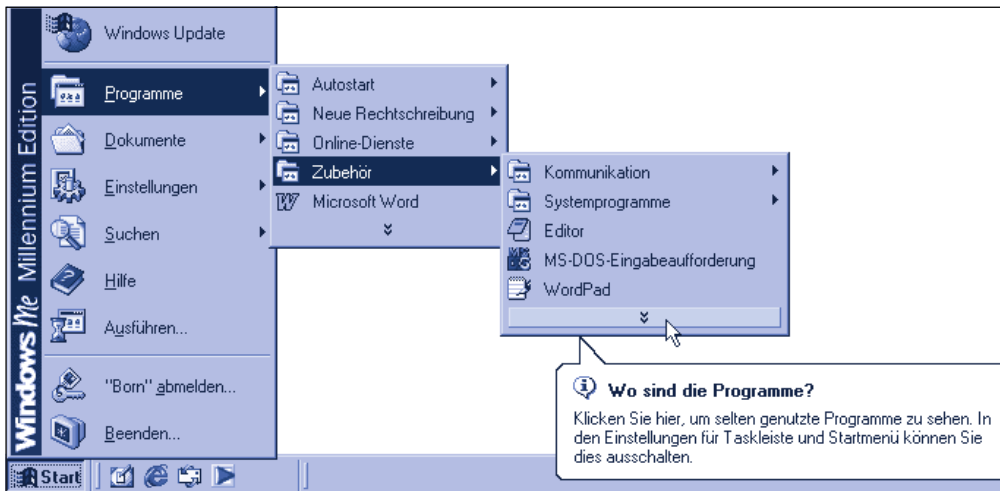 Windows Me Millennium Edition
Windows Update
Programme
Dokumente
Einstellungen
Suchen
Hilfe
Ausführen...
"Born" abmelden...
Beenden...
Autostart
Neue Rechtschreibung
Online-Dienste
Zubehör
Microsoft Word
Kommunikation
Systemprogramme
Editor
MS-DOS-Eingabeaufforderung
WordPad
Wo sind die Programme?
Klicken Sie hier, um selten genutzte Programme zu sehen. In
den Einstellungen für Taskleiste und Startmenü können Sie
dies ausschalten.
Start